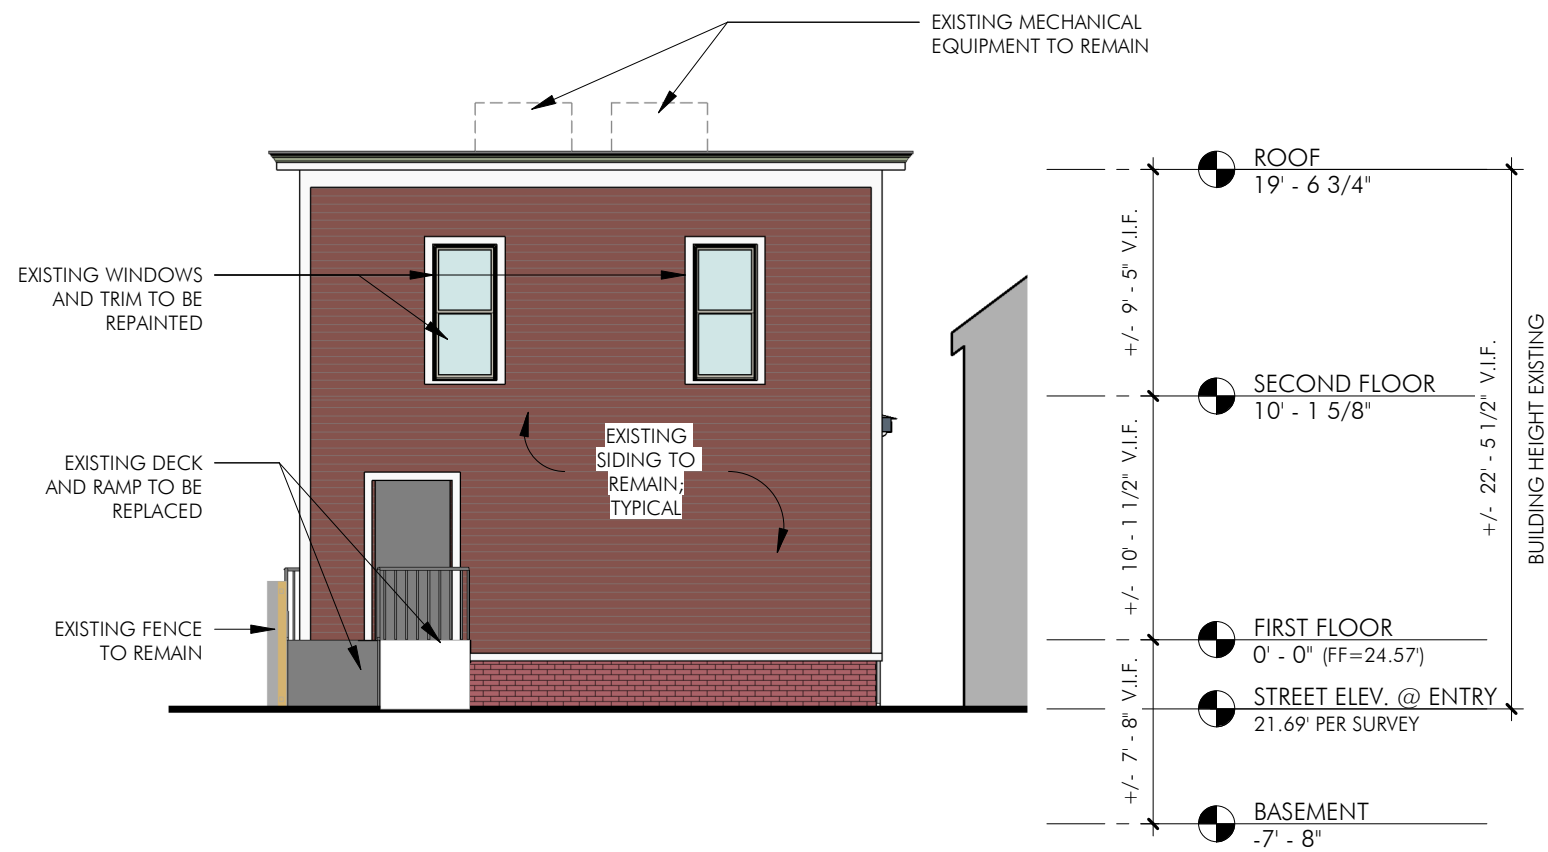 EXISTING MECHANICAL
EQUIPMENT TO REMAIN
EXISTING WINDOWS
AND TRIM TO BE
REPAINTED
EXISTING DECK
AND RAMP TO BE
REPLACED
EXISTING FENCE
TO REMAIN
EXISTING
SIDING TO
REMAIN;
TYPICAL
+/- 9' - 5" V.I.F.
+/- 10' - 1 1/2" V.I.F.
+/- 7' - 8" V.I.F.
ROOF
19' - 6 3/4"
SECOND FLOOR
10' - 1 5/8"
FIRST FLOOR
0' - 0" (FF=24.57')
STREET ELEV. @ ENTRY
21.69' PER SURVEY
BASEMENT
-7' - 8"
+/- 22' - 5 1/2" V.I.F.
BUILDING HEIGHT EXISTING